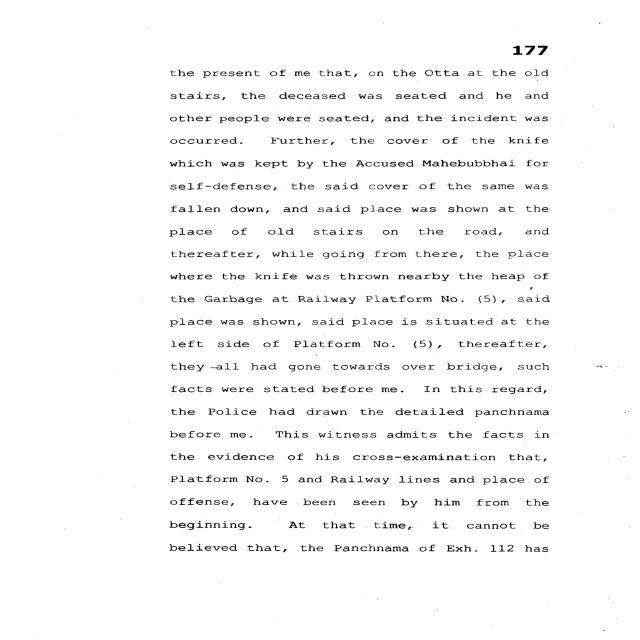 177
the present of me that, on the Otta at the old
stairs, the deceased was seated and he and
other people were seated, and the incident was
occurred. Further, the cover of the knife
which was kept by the Accused Mahebubbhai for
self-defense, the said cover of the same was
fallen down, and said place was shown at the
place of old stairs on the road, and
thereafter, while going from there, the place
where the knife was thrown nearby the heap of
the Garbage at Railway Platform No. (5), said
place was shown, said place is situated at the
left side of Platform No. (5), thereafter,
they all had gone towards over bridge, such
facts were stated before me. In this regard,
the Police had drawn the detailed panchnama
before me. This witness admits the facts in
the evidence of his cross-examination that,
Platform No. 5 and Railway lines and place of
offense, have been seen by him from the
beginning. At that time, it cannot be
believed that, the Panchnama of Exh. 112 has